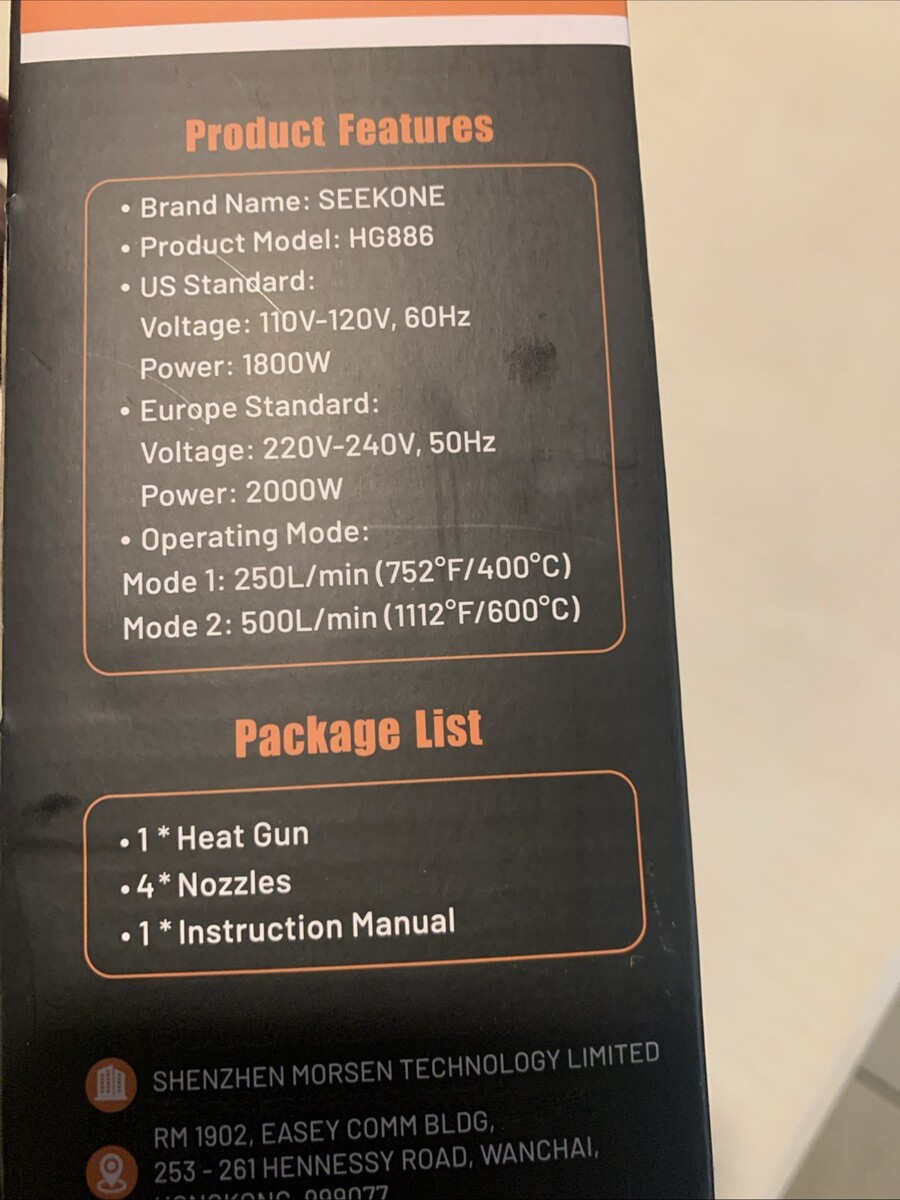 Product Features
• Brand Name: SEEKONE
• Product Model: HG886
• US Standard:
Voltage: 110V-120V, 60Hz
Power: 1800W
• Europe Standard:
Voltage: 220V-240V, 50Hz
Power: 2000W
• Operating Mode:
Mode 1: 250L/min (752°F/400°C)
Mode 2: 500L/min (1112°F/600°C)
Package List
• 1 * Heat Gun
• 4* Nozzles
• 1 * Instruction Manual
SHENZHEN MORSEN TECHNOLOGY LIMITED
RM 1902, EASEY COMM BLDG,
253 - 261 HENNESSY ROAD, WANCHAI,
HONGKONG, 999077